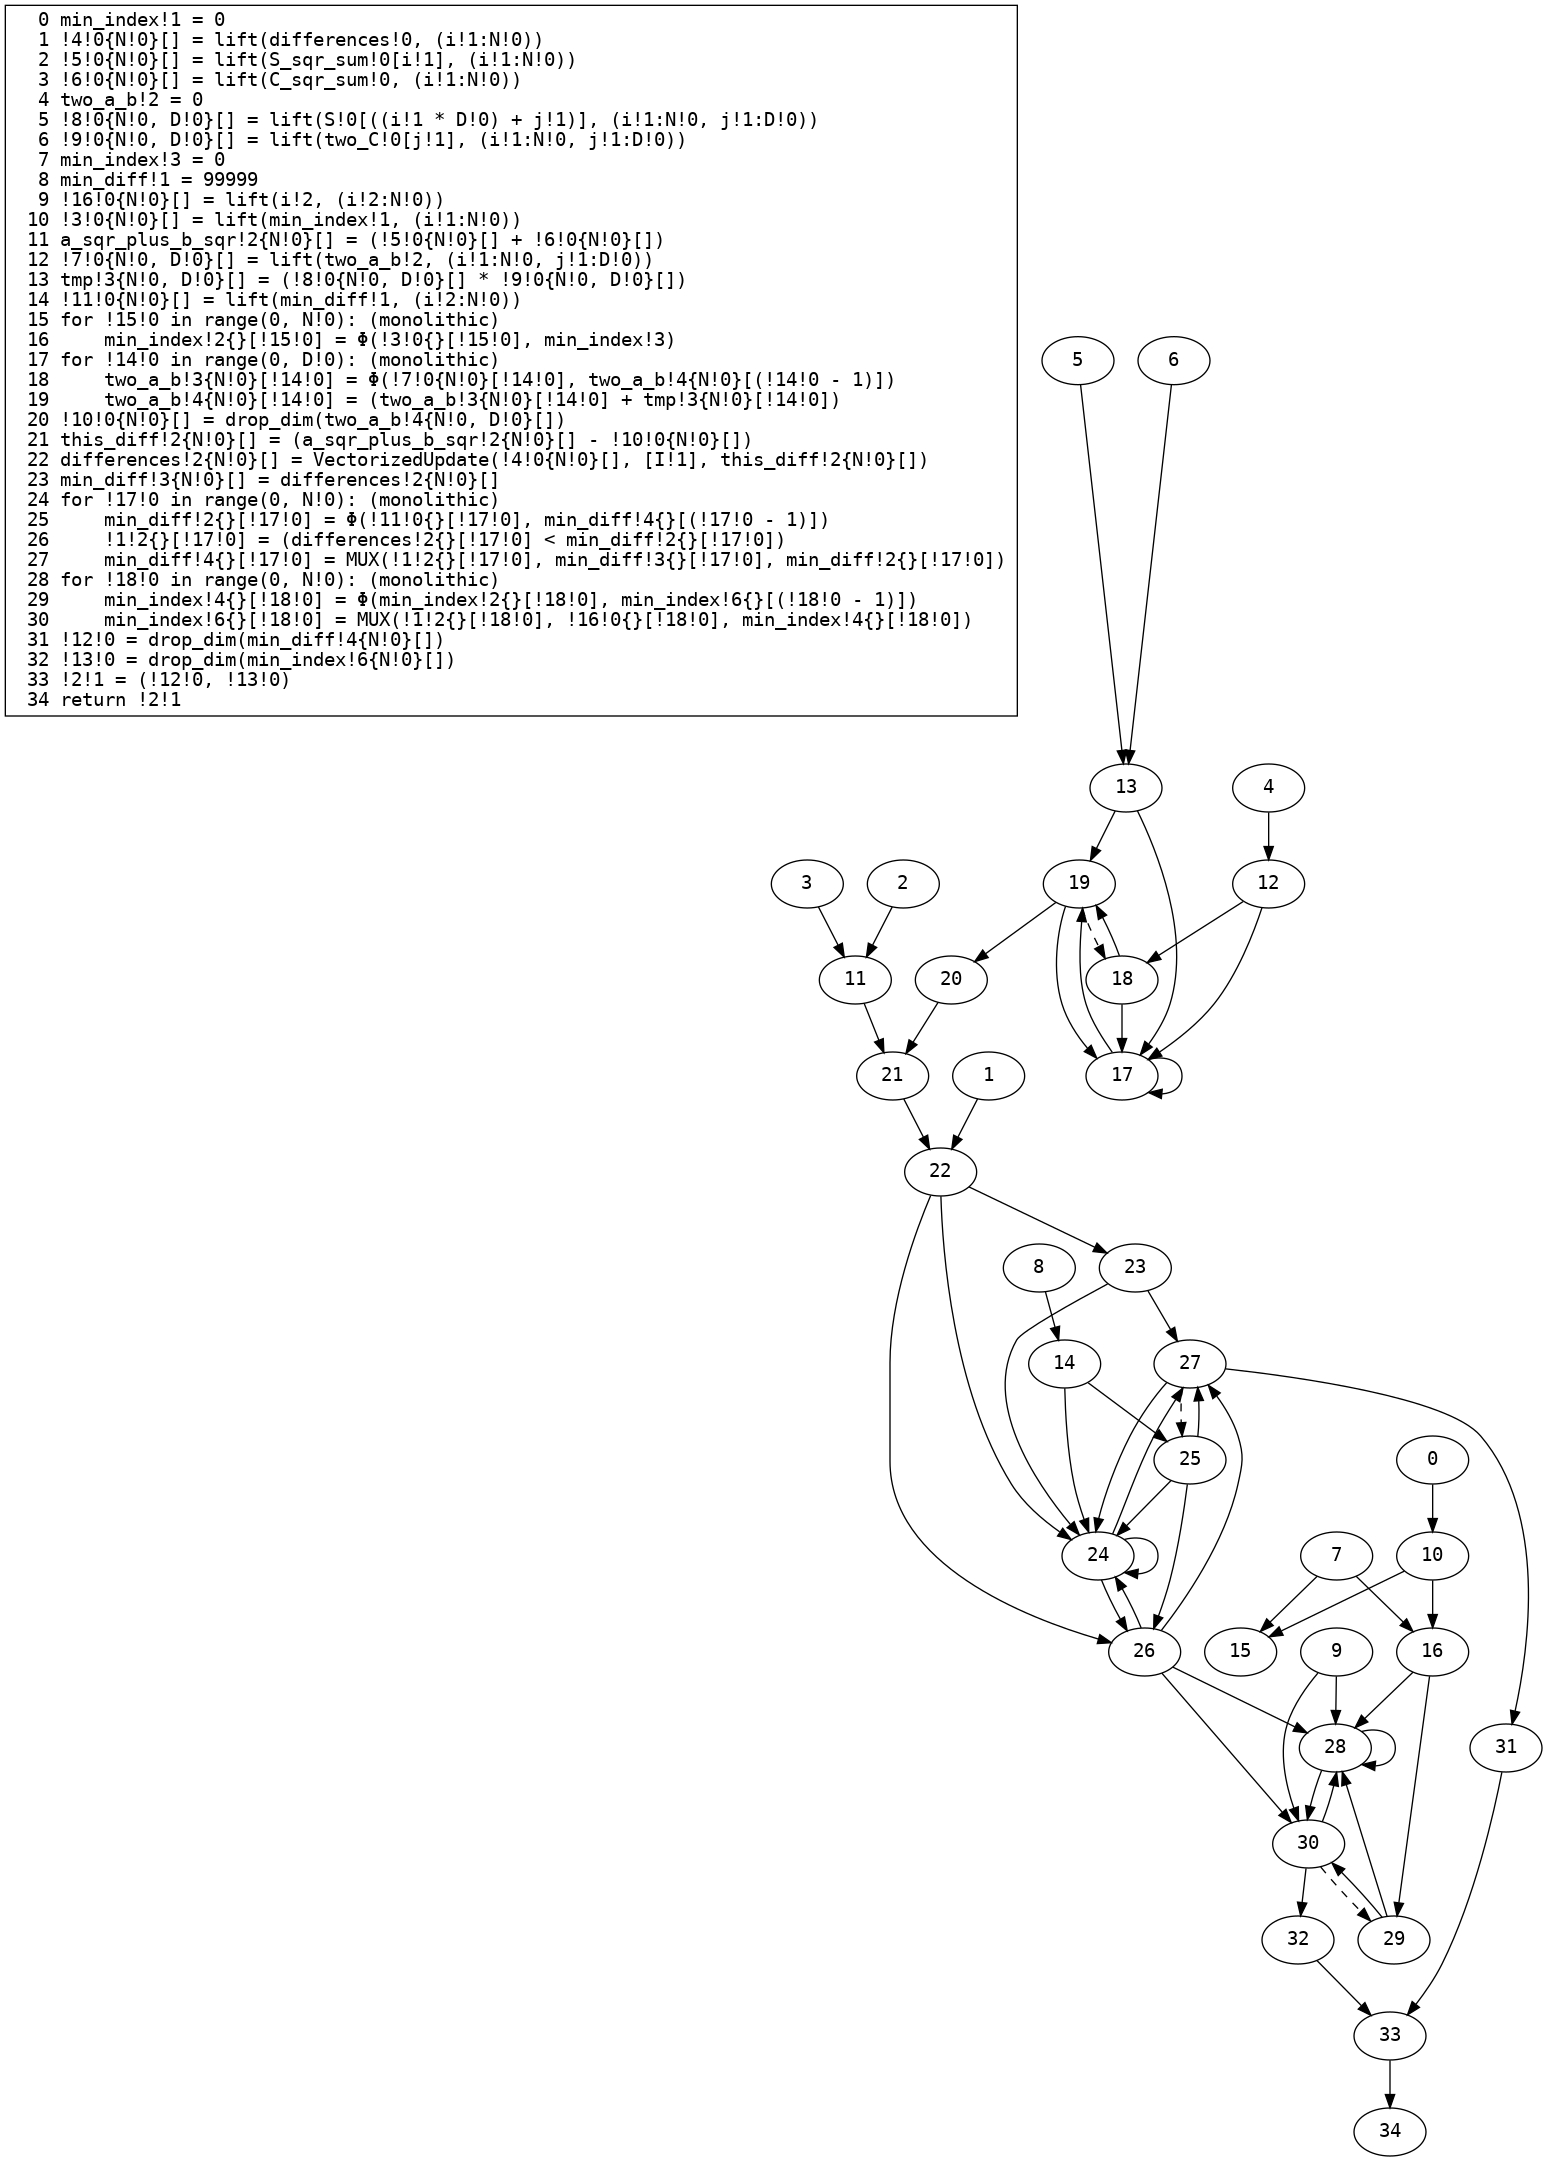 0 min_index!1 = 0
1 !4!0{N!0}[] = lift(differences!0, (i!1:N!0))
2 !5!0{N!0}[] = lift(S_sqr_sum!0[i!1], (i!1:N!0))
3 !6!0{N!0}[] = lift(C_sqr_sum!0, (i!1:N!0))
4 two_a_b!2 = 0
5 !8!0{N!0, D!0}[] = lift(S!0[((i!1 * D!0) + j!1)], (i!1:N!0, j!1:D!0))
6 !9!0{N!0, D!0}[] = lift(two_C!0[j!1], (i!1:N!0, j!1:D!0))
7 min_index!3 = 0
8 min_diff!1 = 99999
9 !16!0{N!0}[] = lift(i!2, (i!2:N!0))
10 !3!0{N!0}[] = lift(min_index!1, (i!1:N!0))
11 a_sqr_plus_b_sqr!2{N!0}[] = (!5!0{N!0}[] + !6!0{N!0}[])
12 !7!0{N!0, D!0}[] = lift(two_a_b!2, (i!1:N!0, j!1:D!0))
13 tmp!3{N!0, D!0}[] = (!8!0{N!0, D!0}[] * !9!0{N!0, D!0}[])
14 !11!0{N!0}[] = lift(min_diff!1, (i!2:N!0))
15 for !15!0 in range(0, N!0): (monolithic)
16     min_index!2{}[!15!0] = Φ(!3!0{}[!15!0], min_index!3)
17 for !14!0 in range(0, D!0): (monolithic)
18     two_a_b!3{N!0}[!14!0] = Φ(!7!0{N!0}[!14!0], two_a_b!4{N!0}[(!14!0 - 1)])
19     two_a_b!4{N!0}[!14!0] = (two_a_b!3{N!0}[!14!0] + tmp!3{N!0}[!14!0])
20 !10!0{N!0}[] = drop_dim(two_a_b!4{N!0, D!0}[])
21 this_diff!2{N!0}[] = (a_sqr_plus_b_sqr!2{N!0}[] - !10!0{N!0}[])
22 differences!2{N!0}[] = VectorizedUpdate(!4!0{N!0}[], [I!1], this_diff!2{N!0}[])
23 min_diff!3{N!0}[] = differences!2{N!0}[]
24 for !17!0 in range(0, N!0): (monolithic)
25     min_diff!2{}[!17!0] = Φ(!11!0{}[!17!0], min_diff!4{}[(!17!0 - 1)])
26     !1!2{}[!17!0] = (differences!2{}[!17!0] < min_diff!2{}[!17!0])
27     min_diff!4{}[!17!0] = MUX(!1!2{}[!17!0], min_diff!3{}[!17!0], min_diff!2{}[!17!0])
28 for !18!0 in range(0, N!0): (monolithic)
29     min_index!4{}[!18!0] = Φ(min_index!2{}[!18!0], min_index!6{}[(!18!0 - 1)])
30     min_index!6{}[!18!0] = MUX(!1!2{}[!18!0], !16!0{}[!18!0], min_index!4{}[!18!0])
31 !12!0 = drop_dim(min_diff!4{N!0}[])
32 !13!0 = drop_dim(min_index!6{N!0}[])
33 !2!1 = (!12!0, !13!0)
34 return !2!1
5
6
13
4
3
2
19
12
11
20
18
21
1
17
22
8
23
14
27
25
0
24
7
10
26
15
9
16
28
31
30
32
29
33
34